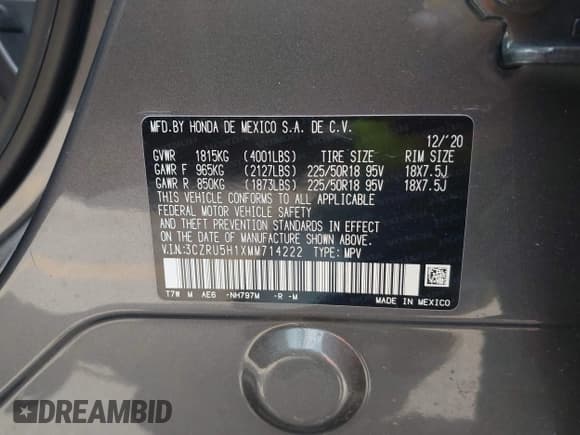 MFD.BY HONDA DE MEXICO S.A. DE C.V.
12/'20
GVWR 1815KG (4001LBS) TIRE SIZE RIM SIZE
GAWR F 965KG (2127LBS) 225/50R18 95V 18X7.5J
GAWR R 850KG (1873LBS) 225/50R18 95V 18X7.5J
THIS VEHICLE CONFORMS TO ALL APPLICABLE
FEDERAL MOTOR VEHICLE SAFETY
AND THEFT PREVENTION STANDARDS IN EFFECT
ON THE DATE OF MANUFACTURE SHOWN ABOVE.
V.I.N:3CZRU5H1XMM714222 TYPE: MPV
T7W M AE6 -NH797M -R -M
MADE IN MEXICO
DREAMBID